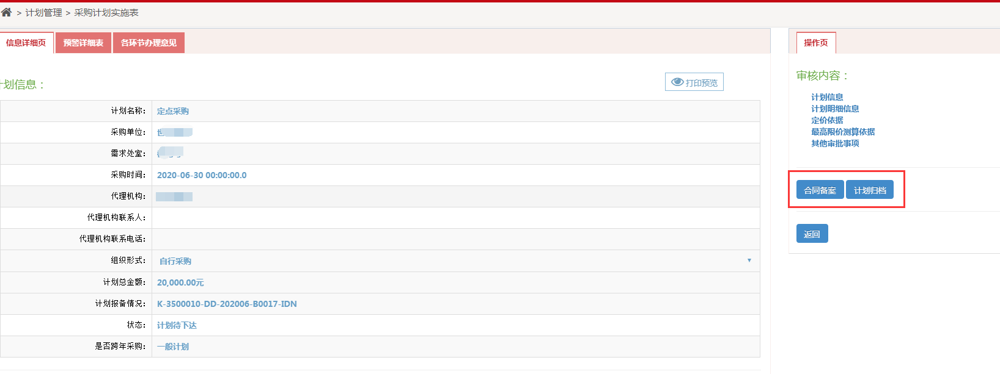 > 计划管理 > 采购计划实施表
信息详细页 预警详细表 各环节办理意见
划信息：
打印预览
计划名称： 定点采购
采购单位：
需求处室：
采购时间： 2020-06-30 00:00:00.0
代理机构：
代理机构联系人：
代理机构联系电话：
组织形式： 自行采购
计划总金额： 20,000.00元
计划报备情况： K-3500010-DD-202006-B0017-IDN
状态： 计划待下达
是否跨年采购： 一般计划
操作页
审核内容：
计划信息
计划明细信息
定价依据
最高限价测算依据
其他审批事项
合同备案 计划归档
返回